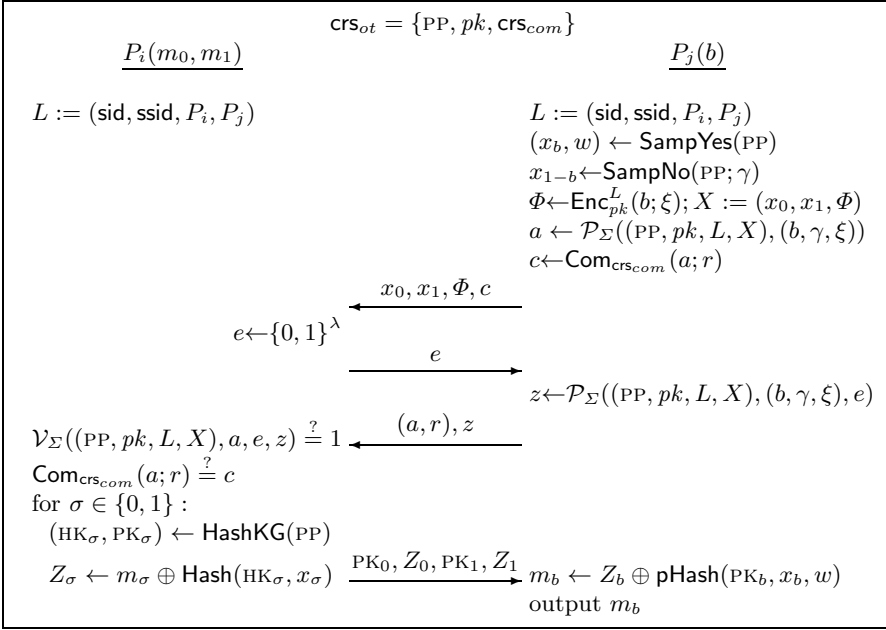 crs_ot = {PP, pk, crs_com}
P_i(m_0, m_1) P_j(b)
L := (sid, ssid, P_i, P_j) L := (sid, ssid, P_i, P_j)
(x_b, w) ← SampYes(PP)
x_{1−b}←SampNo(PP; γ)
Φ←Enc^L_{pk}(b; ξ); X := (x_0, x_1, Φ)
a ← P_Σ((PP, pk, L, X), (b, γ, ξ))
c←Com_{crs_com}(a; r)
x_0, x_1, Φ, c
e←{0, 1}^λ
e
z←P_Σ((PP, pk, L, X), (b, γ, ξ), e)
V_Σ((PP, pk, L, X), a, e, z) ?= 1 (a, r), z
Com_{crs_com}(a; r) ?= c
for σ ∈ {0, 1} :
(HK_σ, PK_σ) ← HashKG(PP)
Z_σ ← m_σ ⊕ Hash(HK_σ, x_σ) PK_0, Z_0, PK_1, Z_1 m_b ← Z_b ⊕ pHash(PK_b, x_b, w)
output m_b